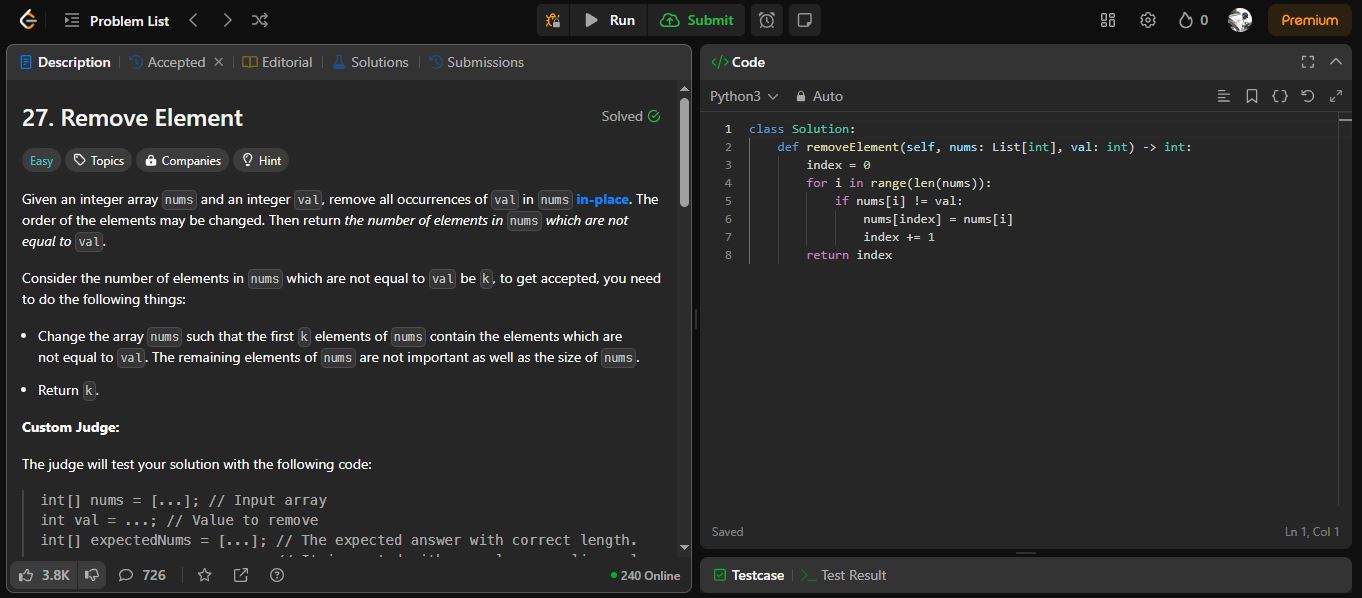 Problem List
Run
Submit
0
Premium
Description
Accepted
Editorial
Solutions
Submissions
27. Remove Element
Solved
Easy
Topics
Companies
Hint
Given an integer array nums and an integer val, remove all occurrences of val in nums in-place. The
order of the elements may be changed. Then return the number of elements in nums which are not
equal to val.
Consider the number of elements in nums which are not equal to val be k, to get accepted, you need
to do the following things:
• Change the array nums such that the first k elements of nums contain the elements which are
not equal to val. The remaining elements of nums are not important as well as the size of nums.
• Return k.
Custom Judge:
The judge will test your solution with the following code:
int[] nums = [...]; // Input array
int val = ...; // Value to remove
int[] expectedNums = [...]; // The expected answer with correct length.
3.8K
726
240 Online
</> Code
Python3
Auto
1 class Solution:
2     def removeElement(self, nums: List[int], val: int) -> int:
3         index = 0
4         for i in range(len(nums)):
5             if nums[i] != val:
6                 nums[index] = nums[i]
7                 index += 1
8         return index
Saved
Ln 1, Col 1
Testcase
Test Result